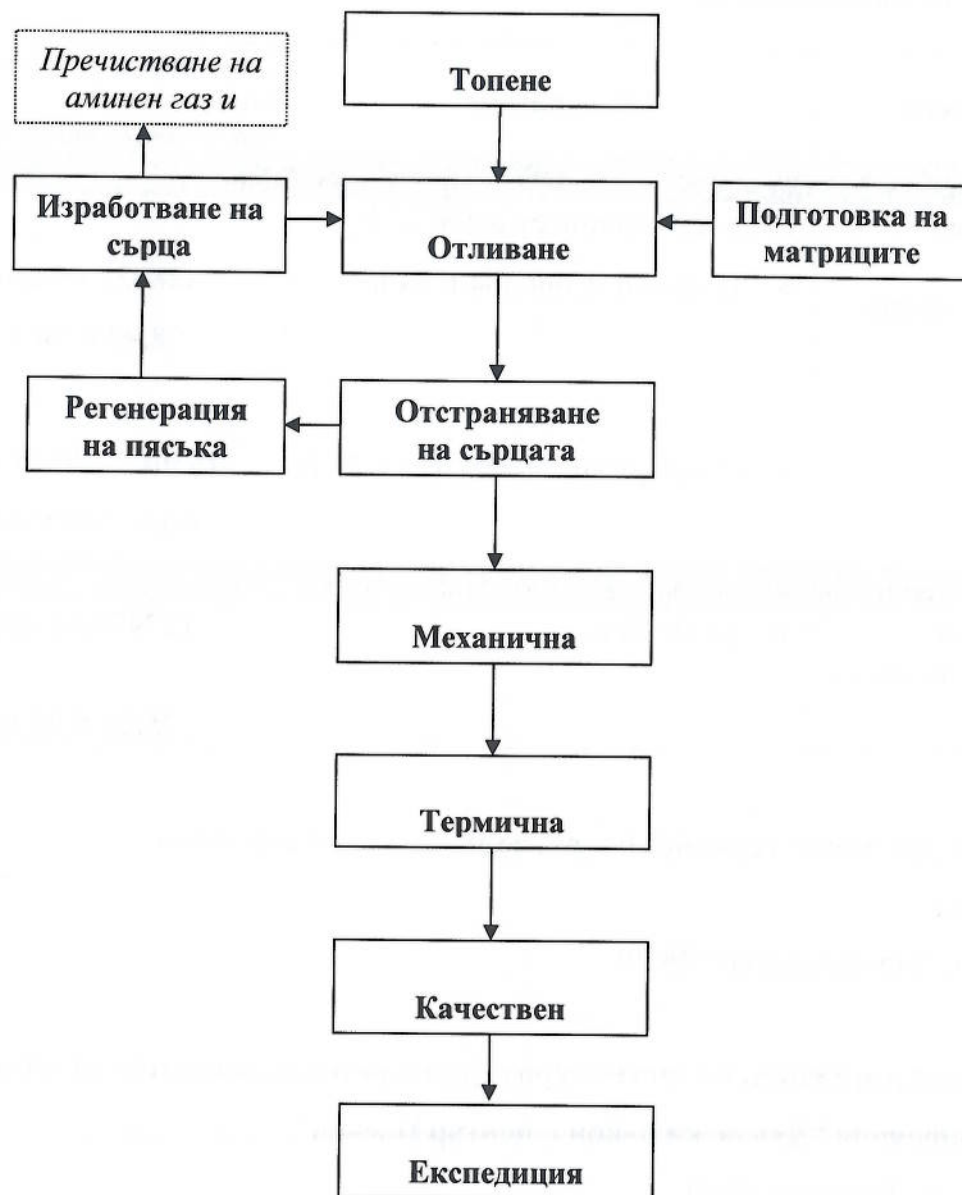 Пречистване на
аминен газ и
Топене
Изработване на
сърца
Отливане
Подготовка на
матриците
Регенерация
на пясъка
Отстраняване
на сърцата
Механична
Термична
Качествен
Експедиция